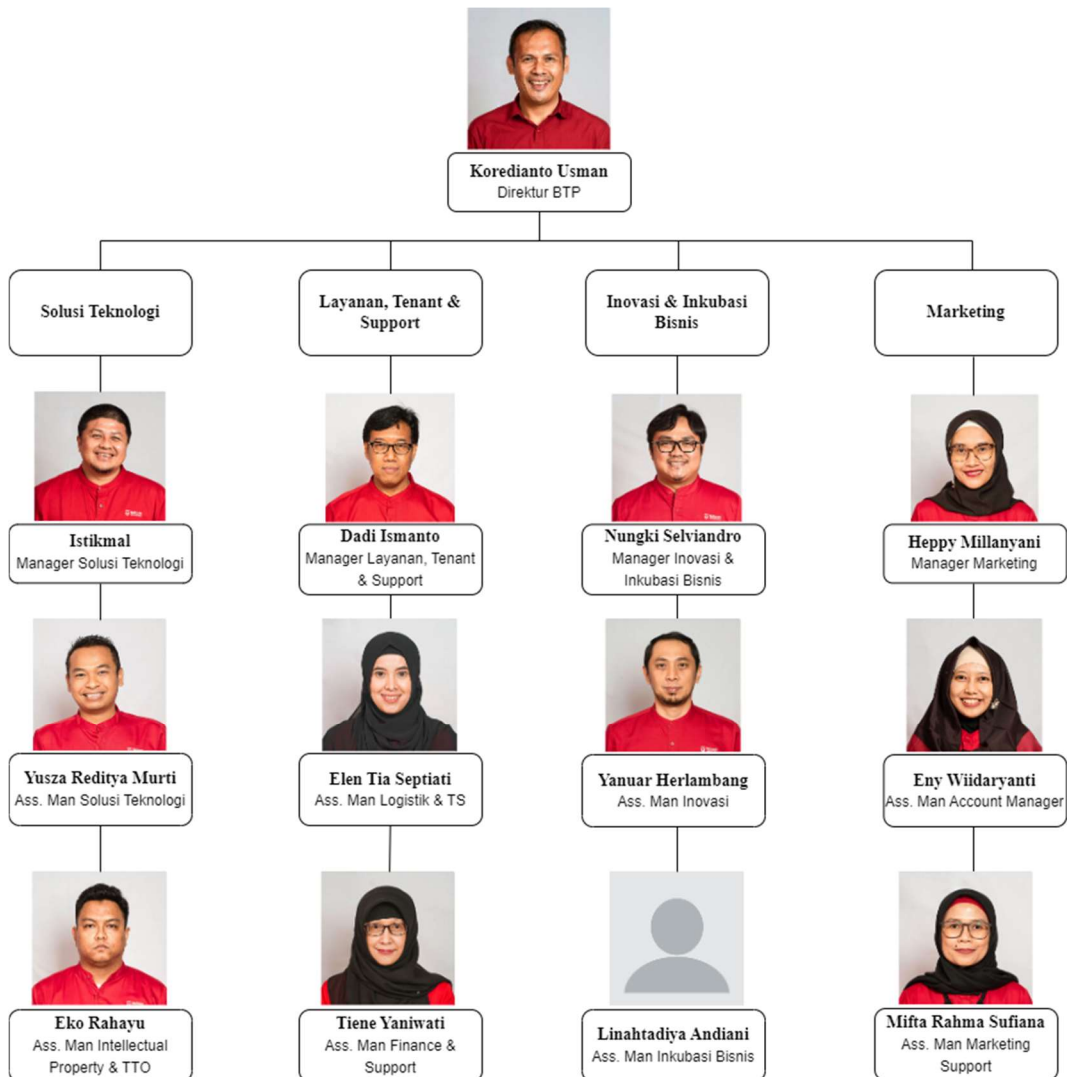 Koredianto Usman
Direktur BTP
Solusi Teknologi
Layanan, Tenant &
Support
Inovasi & Inkubasi
Bisnis
Marketing
Istikmal
Manager Solusi Teknologi
Dadi Ismanto
Manager Layanan, Tenant
& Support
Nungki Selviandro
Manager Inovasi &
Inkubasi Bisnis
Heppy Millanyani
Manager Marketing
Yusza Reditya Murti
Ass. Man Solusi Teknologi
Elen Tia Septiati
Ass. Man Logistik & TS
Yanuar Herlambang
Ass. Man Inovasi
Eny Wiidaryanti
Ass. Man Account Manager
Eko Rahayu
Ass. Man Intellectual
Property & TTO
Tiene Yaniwati
Ass. Man Finance &
Support
Linahtadiya Andiani
Ass. Man Inkubasi Bisnis
Mifta Rahma Sufiana
Ass. Man Marketing
Support